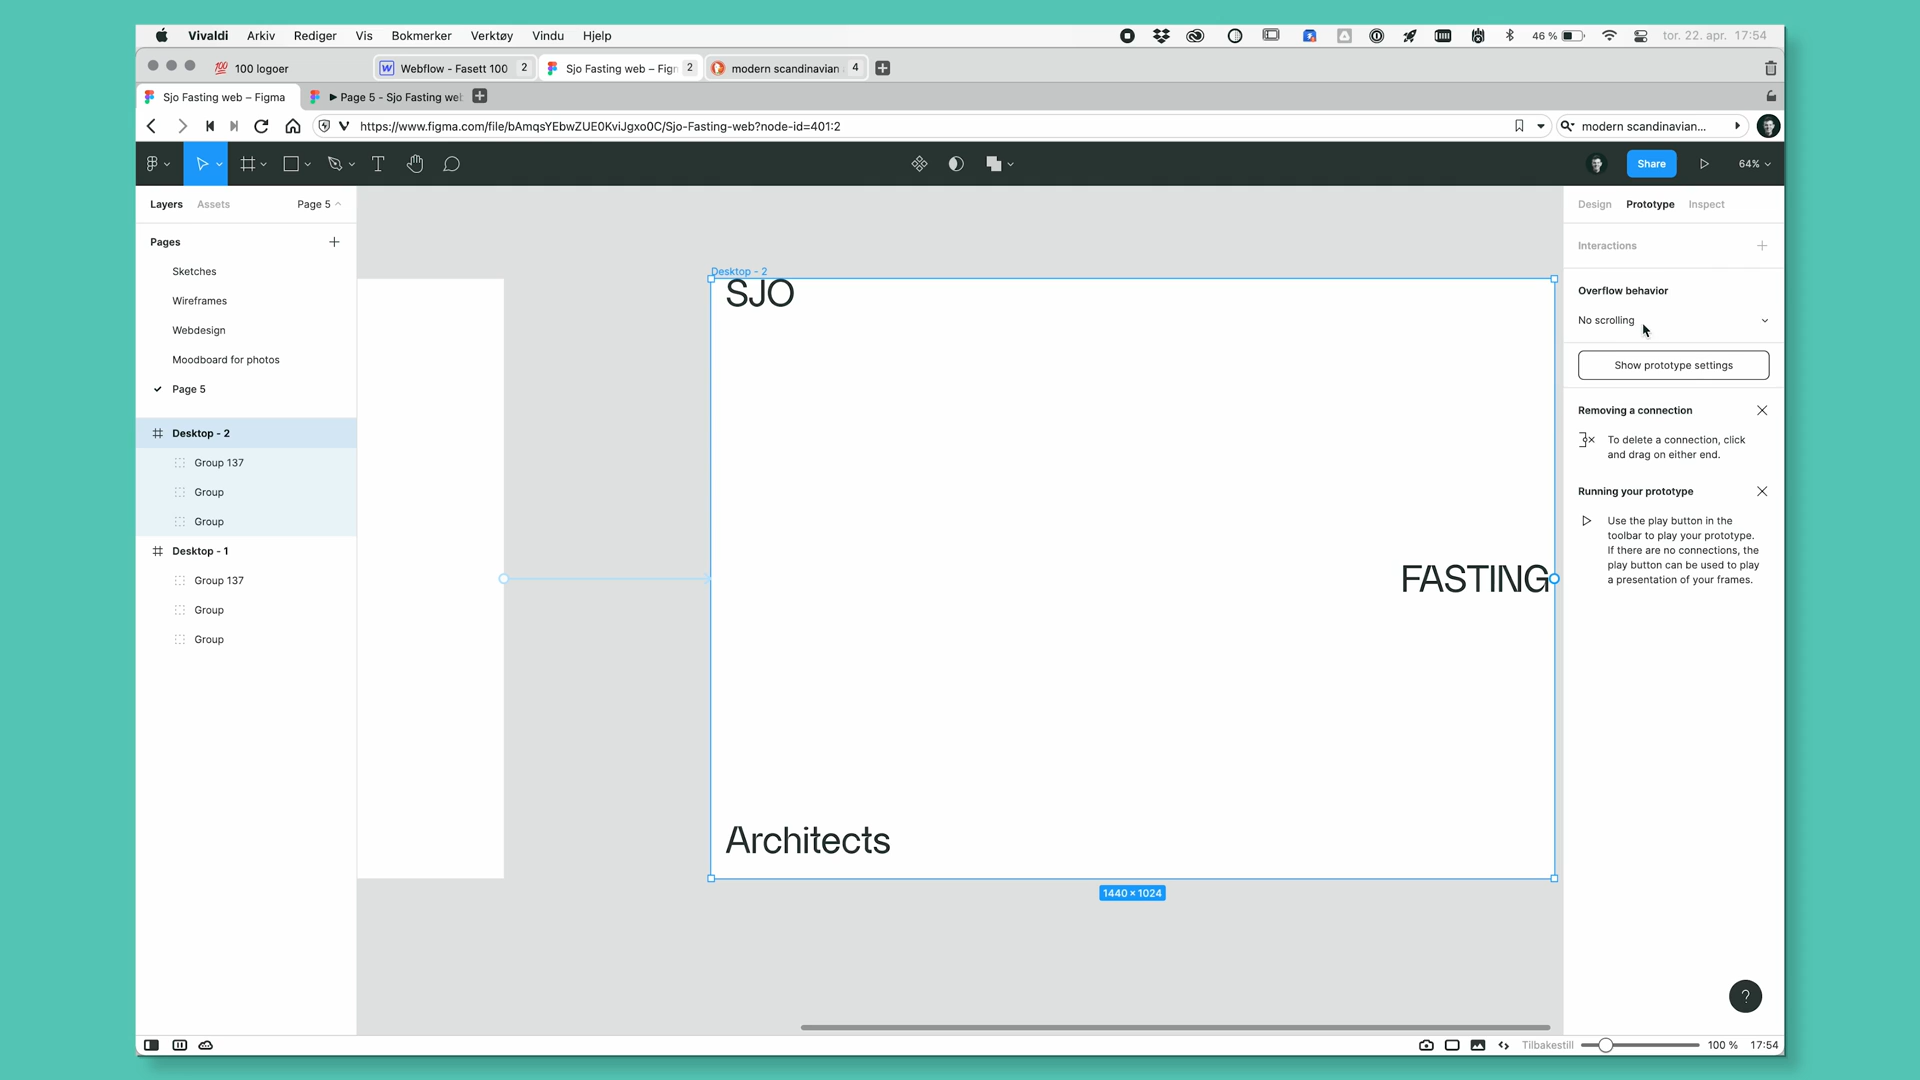 Vivaldi Arkiv Rediger Vis Bokmerker Verktøy Vindu Hjelp 46 % tor. 22. apr. 17:54
100 logoer Webflow - Fasett 100 2 Sjo Fasting web – Fign 2 modern scandinavian 4
Sjo Fasting web – Figma ▶ Page 5 - Sjo Fasting we
https://www.figma.com/file/bAmqsYEbwZUE0KviJgxo0C/Sjo-Fasting-web?node-id=401:2 modern scandinavian...
Share 64%
Layers Assets Page 5
Design Prototype Inspect
Pages
Sketches
Wireframes
Webdesign
Moodboard for photos
Page 5
Desktop - 2
Group 137
Group
Group
Desktop - 1
Group 137
Group
Group
Desktop - 2
SJO
FASTING
Architects
1440 × 1024
Interactions
Overflow behavior
No scrolling
Show prototype settings
Removing a connection
To delete a connection, click
and drag on either end.
Running your prototype
Use the play button in the
toolbar to play your prototype.
If there are no connections, the
play button can be used to play
a presentation of your frames.
?
Tilbakestill 100 % 17:54